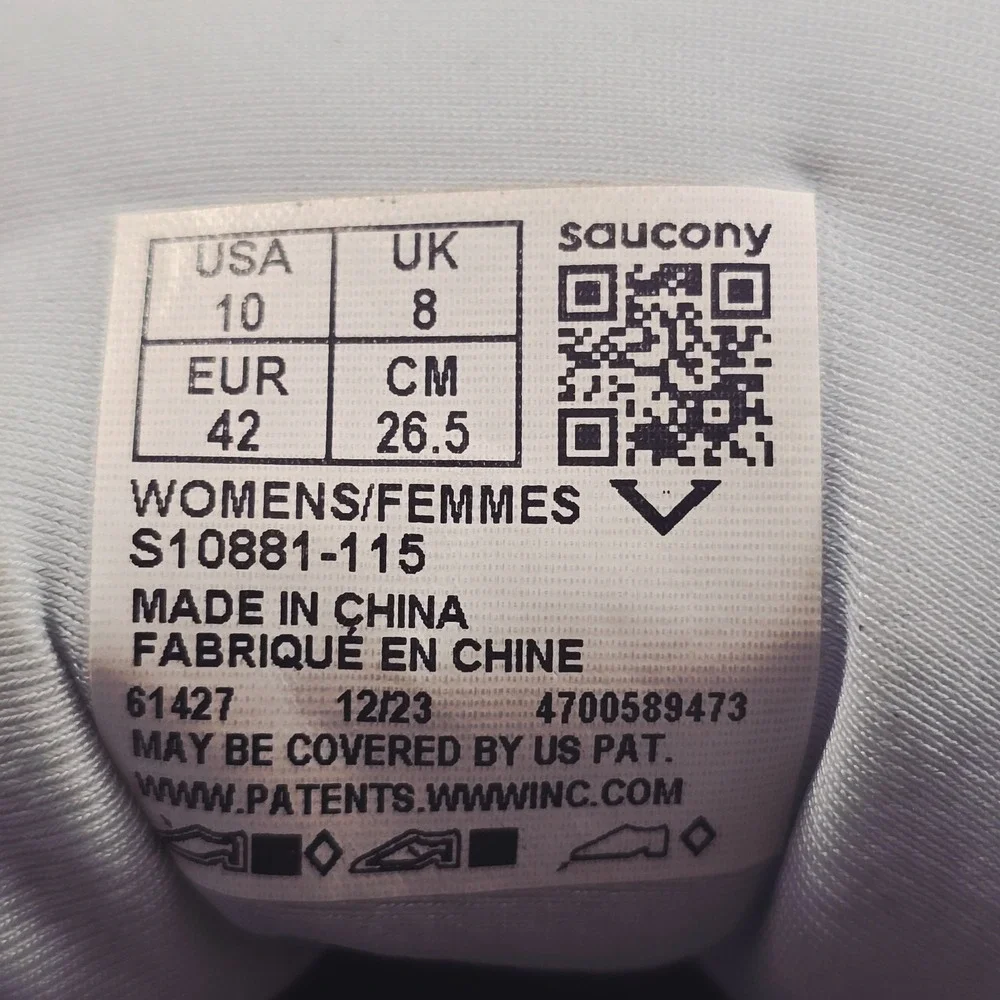 saucony
USA UK
10 8
EUR CM
42 26.5
WOMENS/FEMMES
S10881-115
MADE IN CHINA
FABRIQUÉ EN CHINE
61427 12/23 4700589473
MAY BE COVERED BY US PAT.
WWW.PATENTS.WWWINC.COM